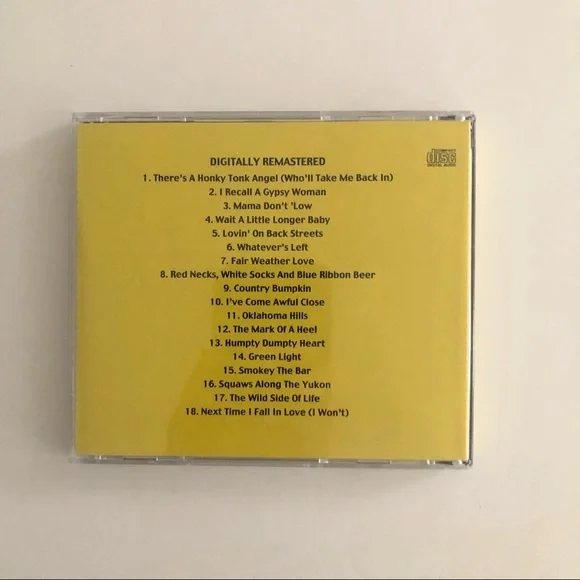 DIGITALLY REMASTERED
COMPACT
disc
DIGITAL AUDIO
1. There's A Honky Tonk Angel (Who'll Take Me Back In)
2. I Recall A Gypsy Woman
3. Mama Don't 'Low
4. Wait A Little Longer Baby
5. Lovin' On Back Streets
6. Whatever's Left
7. Fair Weather Love
8. Red Necks, White Socks And Blue Ribbon Beer
9. Country Bumpkin
10. I've Come Awful Close
11. Oklahoma Hills
12. The Mark Of A Heel
13. Humpty Dumpty Heart
14. Green Light
15. Smokey The Bar
16. Squaws Along The Yukon
17. The Wild Side Of Life
18. Next Time I Fall In Love (I Won't)